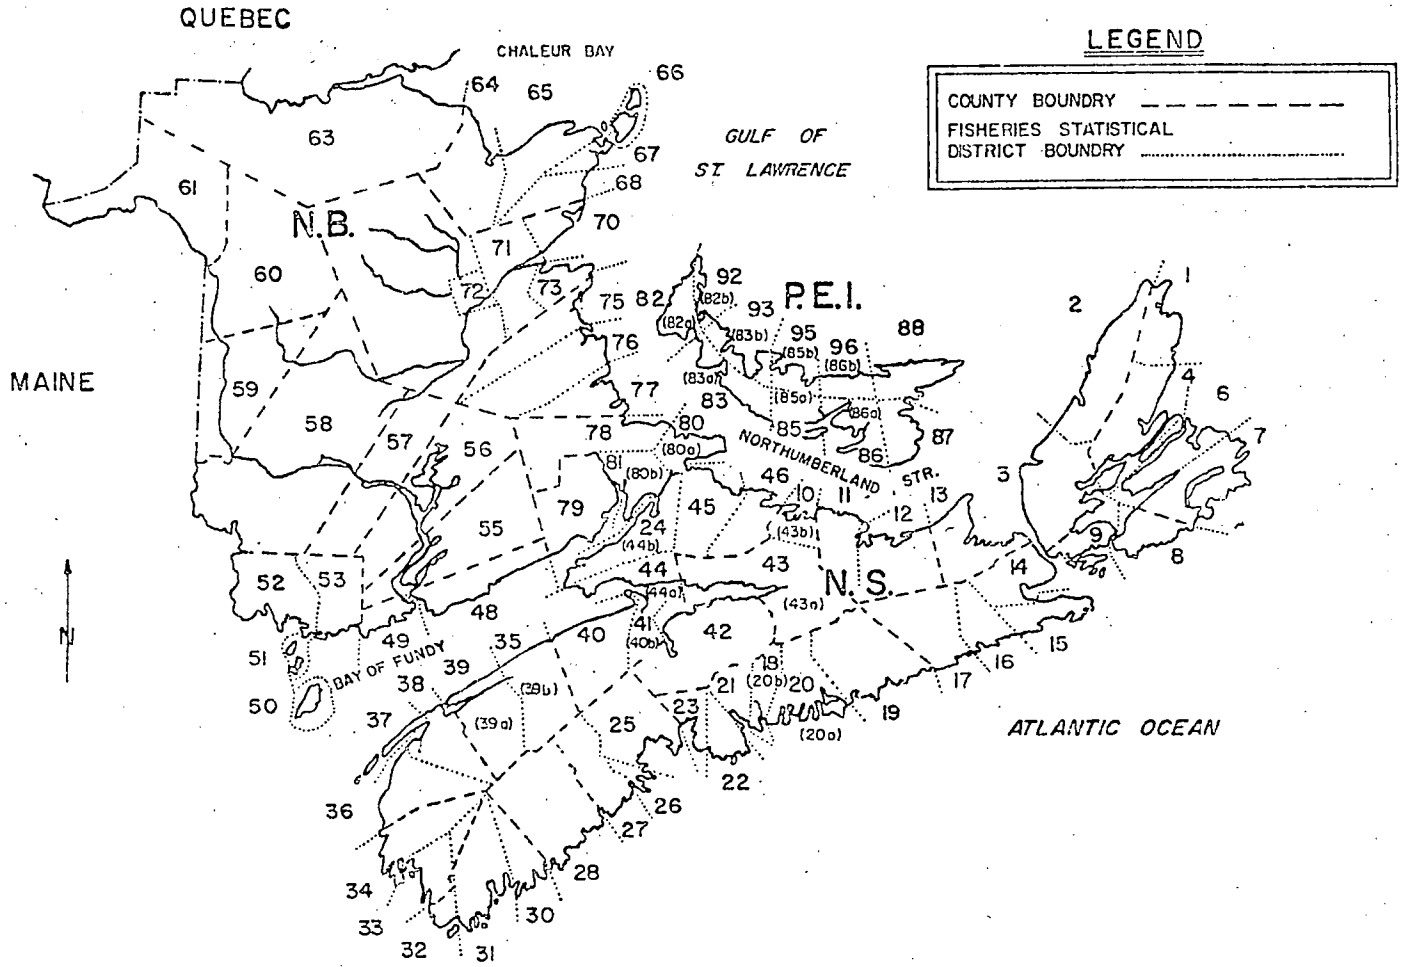 QUEBEC
CHALEUR BAY
LEGEND
COUNTY BOUNDRY
FISHERIES STATISTICAL
DISTRICT BOUNDRY
GULF OF
ST. LAWRENCE
64
65
66
63
67
61
68
N.B.
70
71
60
72
73
75
82
92
(82b)
93
P.E.I.
88
1
2
(82a)
(83b)
95
(85b)
96
(86b)
76
MAINE
59
77
(83a)
83
(85a)
(86a)
4
6
58
57
56
78
80
85
86
87
7
NORTHUMBERLAND
STR.
(80a)
81
(80b)
46
3
79
45
10
11
12
13
55
24
(43b)
9
8
(44b)
44
43
14
52
53
(44a)
N.S.
N
48
(43a)
49
35
40
41
42
(40b)
15
51
BAY OF FUNDY
39
18
16
50
38
(39b)
21
(20b)
20
17
37
(39a)
25
23
19
(20a)
ATLANTIC OCEAN
22
36
26
27
28
34
33
30
32
31